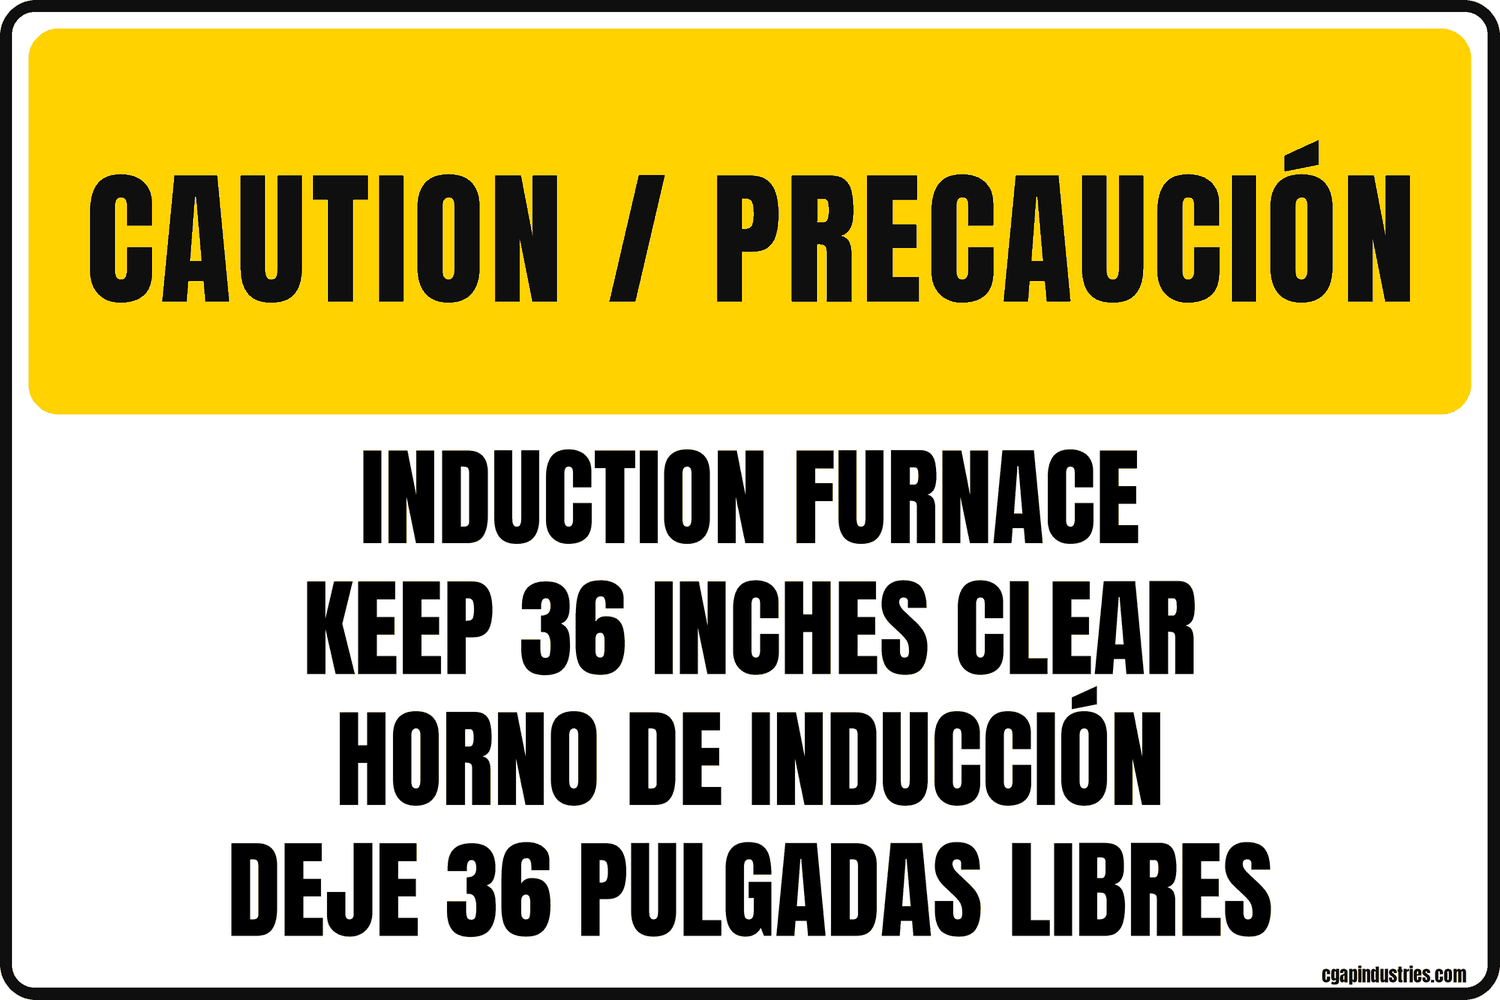 CAUTION / PRECAUCIÓN
INDUCTION FURNACE
KEEP 36 INCHES CLEAR
HORNO DE INDUCCIÓN
DEJE 36 PULGADAS LIBRES
cgapindustries.com